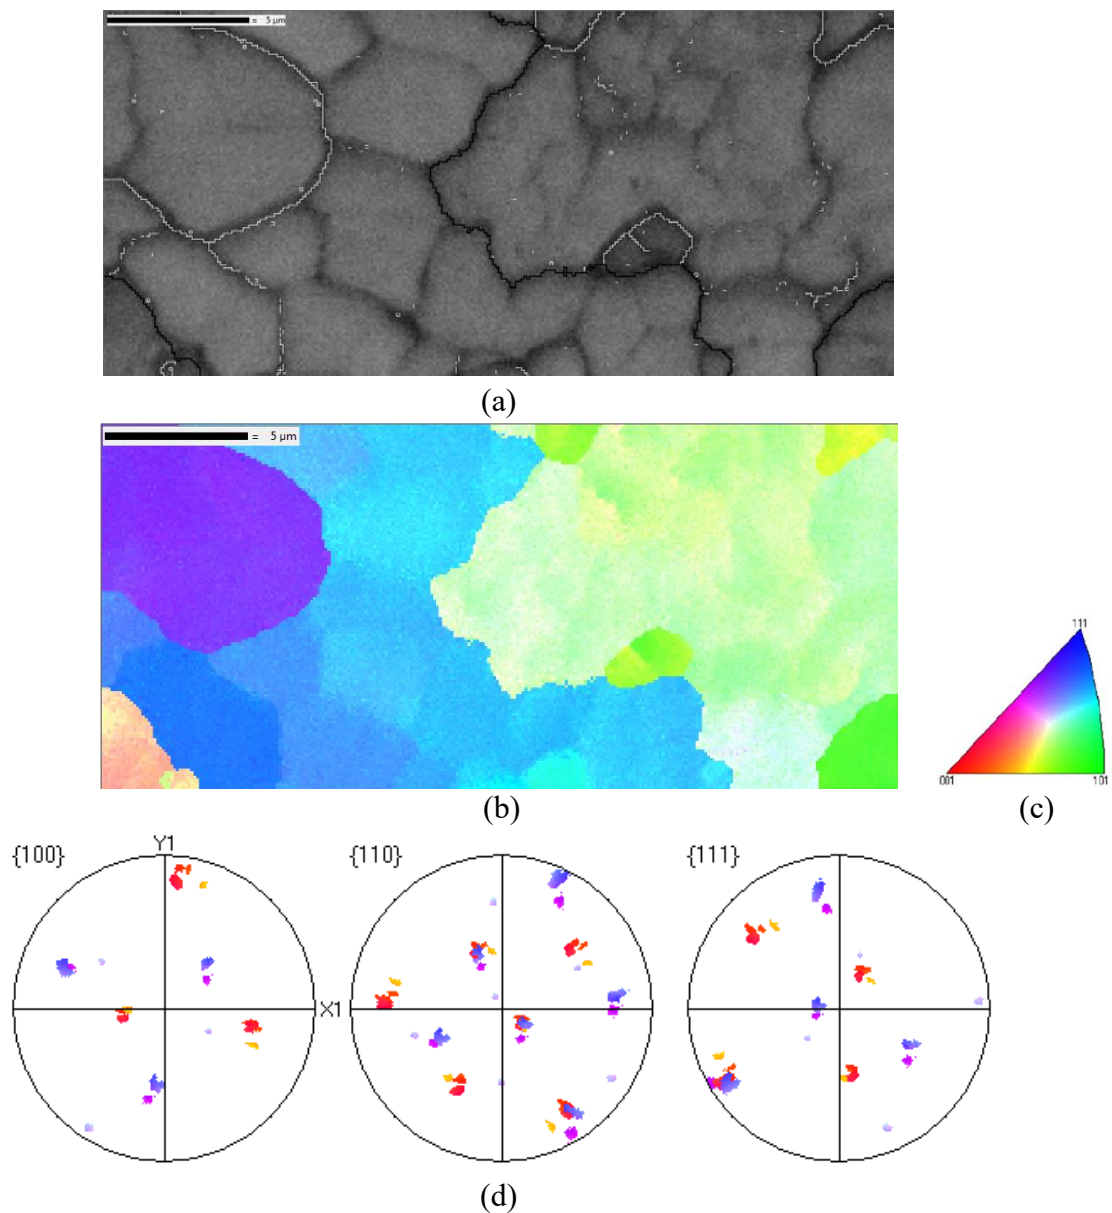 = 5 µm
(a)
= 5 µm
111
001
101
(b)
(c)
{100}
Y1
{110}
{111}
X1
(d)